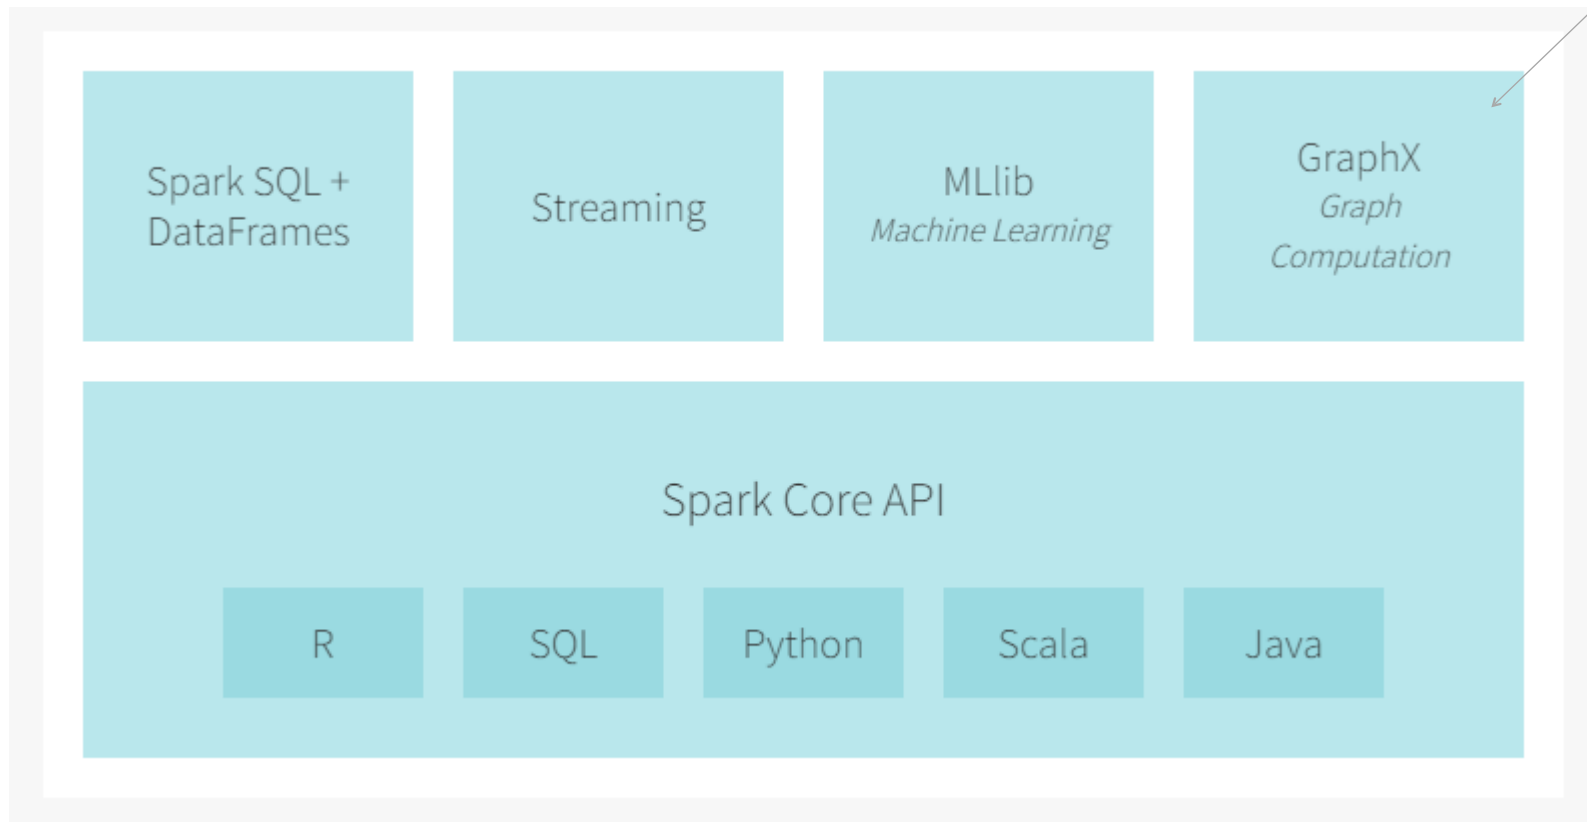 Spark SQL +
DataFrames
Streaming
MLlib
Machine Learning
GraphX
Graph
Computation
Spark Core API
R
SQL
Python
Scala
Java